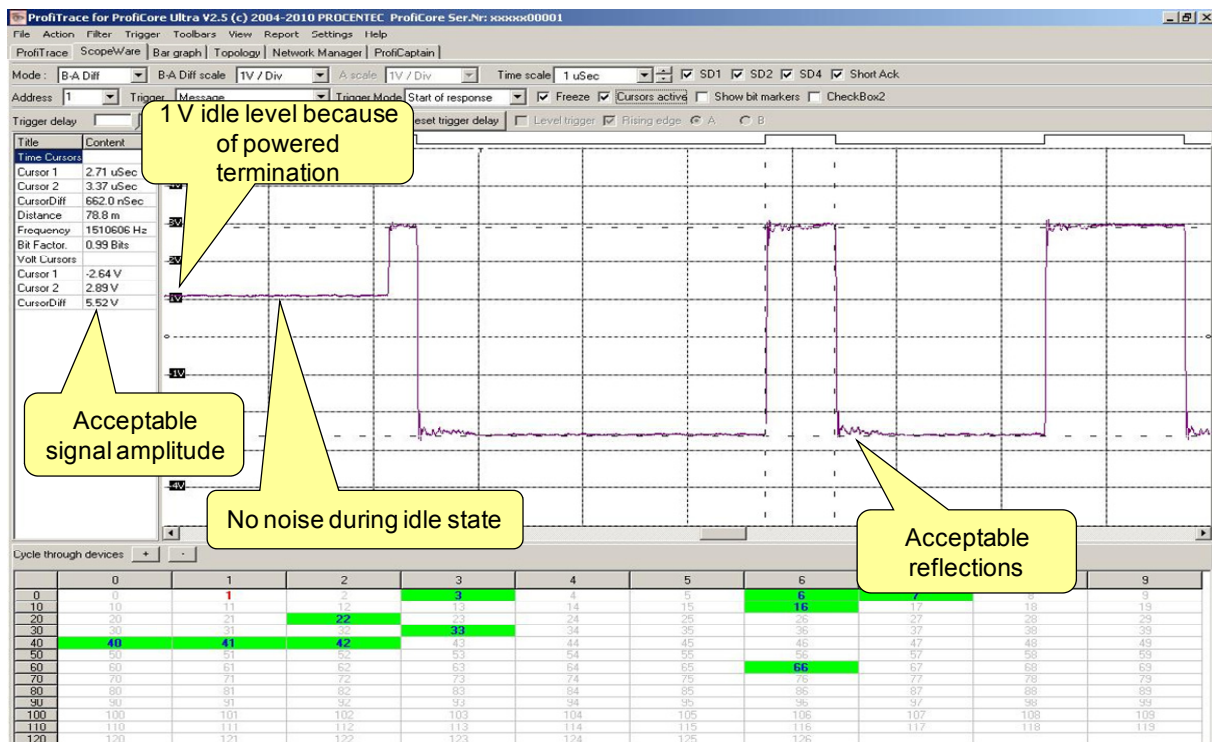 ProfiTrace for ProfiCore Ultra V2.5 (c) 2004-2010 PROCENTEC ProfiCore Ser.Nr: xxxxx00001
File Action Filter Trigger Toolbars View Report Settings Help
ProfiTrace ScopeWare Bar graph Topology Network Manager ProfiCaptain
Mode : B-A Diff B-A Diff scale 1V / Div A scale 1V / Div Time scale 1 uSec SD1 SD2 SD4 Short Ack
Address 1 Trigger Message Trigger Mode Start of response Freeze Cursors active Show bit markers CheckBox2
Trigger delay eset trigger delay Level trigger Rising edge A B
1 V idle level because
of powered
termination
Title Content
Time Cursors
Cursor 1 2.71 uSec
Cursor 2 3.37 uSec
CursorDiff 662.0 nSec
Distance 78.8 m
Frequency 1510606 Hz
Bit Factor. 0.99 Bits
Volt Cursors
Cursor 1 -2.64 V
Cursor 2 2.89 V
CursorDiff 5.52 V
3V
2V
1V
0
-1V
-4V
Acceptable
signal amplitude
No noise during idle state
Acceptable
reflections
Cycle through devices + -
0 1 2 3 4 5 6 9
0 0 1 2 3 4 5 6 7 8 9
10 10 11 12 13 14 15 16 17 18 19
20 20 21 22 23 24 25 26 27 28 29
30 30 31 32 33 34 35 36 37 38 39
40 40 41 42 43 44 45 46 47 48 49
50 50 51 52 53 54 55 56 57 58 59
60 60 61 62 63 64 65 66 67 68 69
70 70 71 72 73 74 75 76 77 78 79
80 80 81 82 83 84 85 86 87 88 89
90 90 91 92 93 94 95 96 97 98 99
100 100 101 102 103 104 105 106 107 108 109
110 110 111 112 113 114 115 116 117 118 119
120 120 121 122 123 124 125 126